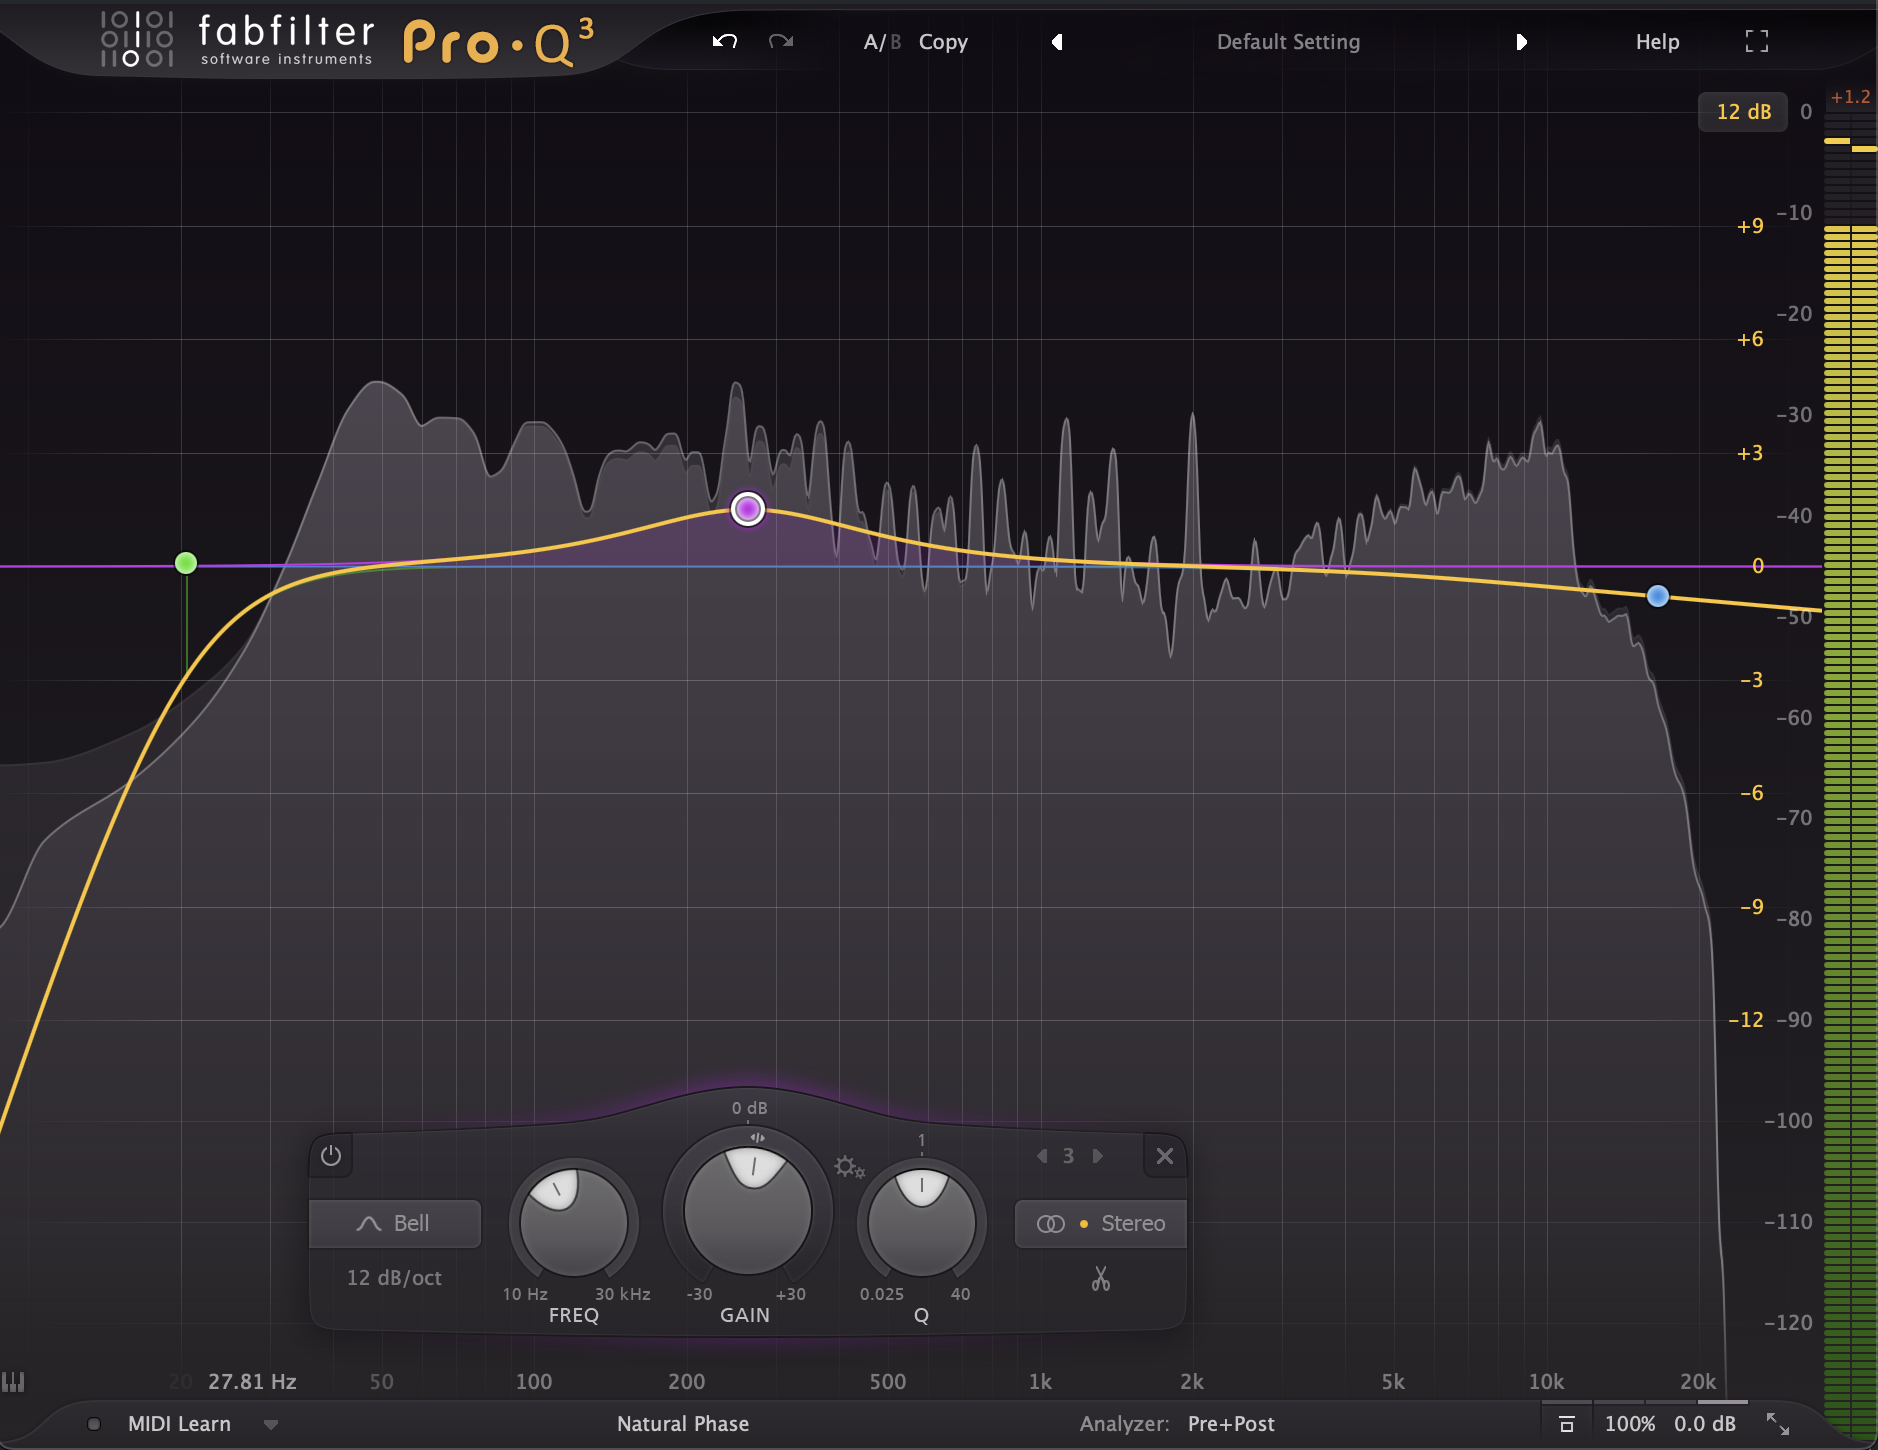 fabfilter
software instruments
Pro·Q 3
A/B Copy
Default Setting
Help
12 dB 0 +1.2
-10
+9
-20
+6
-30
+3
-40
0
-50
-3
-60
-6
-70
-9
-80
-12 -90
-100
-110
-120
0 dB
1
3
Bell
Stereo
12 dB/oct
10 Hz 30 kHz -30 +30 0.025 40
FREQ GAIN Q
20 27.81 Hz 50 100 200 500 1k 2k 5k 10k 20k
MIDI Learn
Natural Phase
Analyzer: Pre+Post
100% 0.0 dB